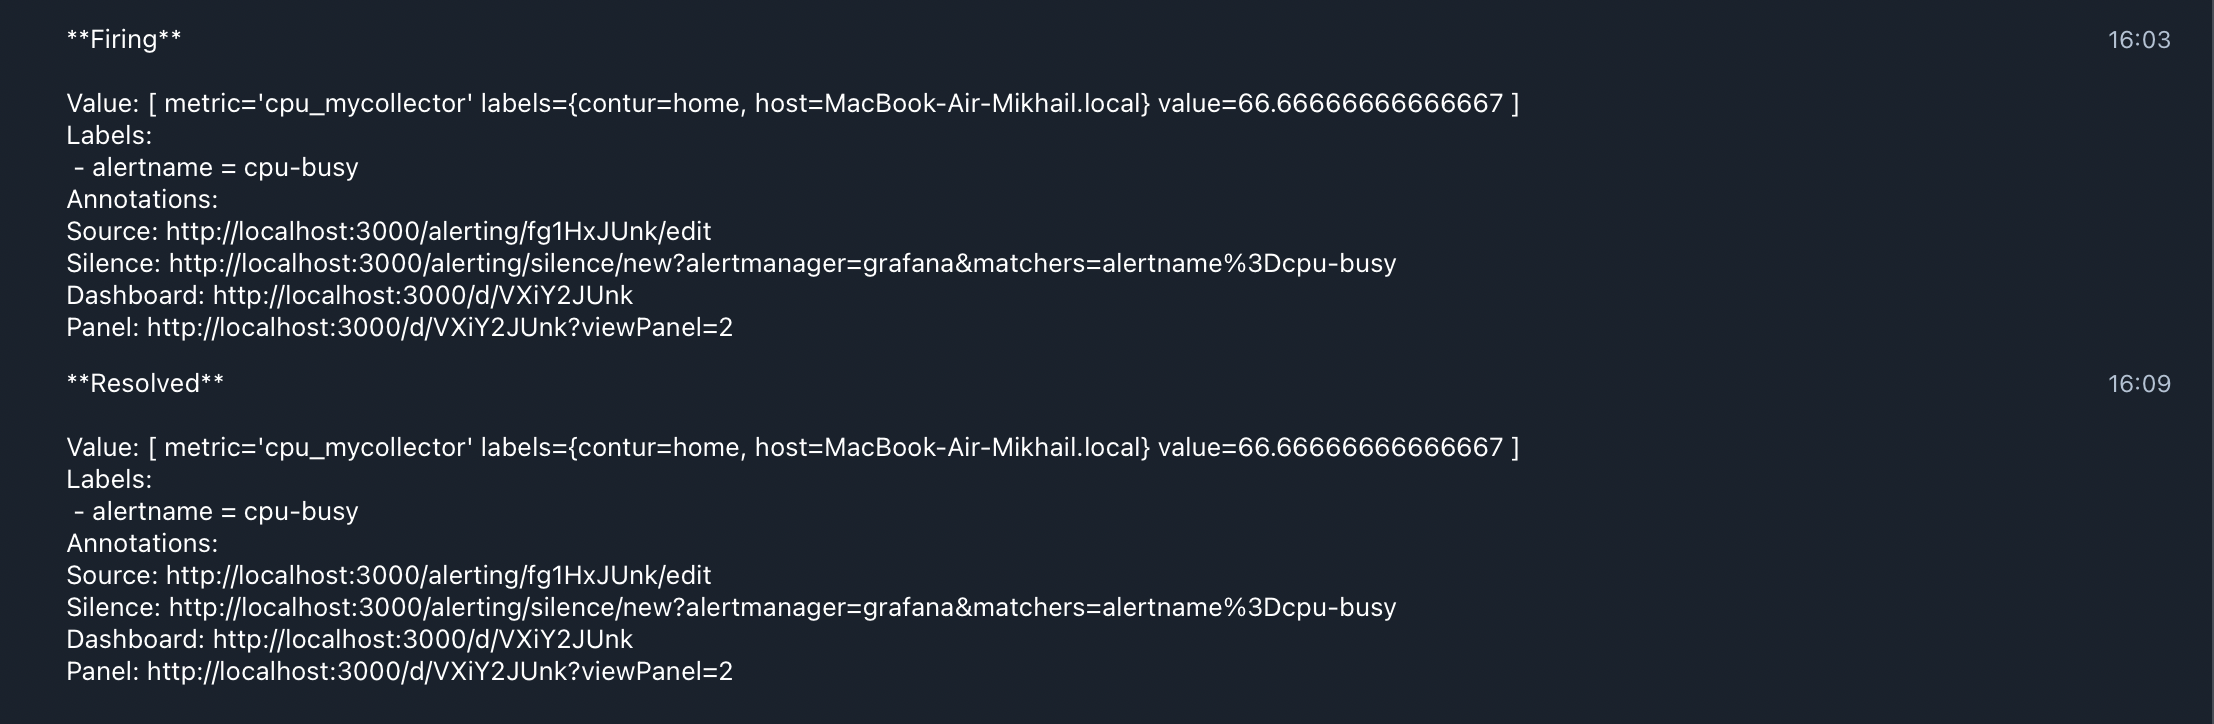 **Firing**
16:03
Value: [ metric='cpu_mycollector' labels={contur=home, host=MacBook-Air-Mikhail.local} value=66.66666666666667 ]
Labels:
- alertname = cpu-busy
Annotations:
Source: http://localhost:3000/alerting/fg1HxJUnk/edit
Silence: http://localhost:3000/alerting/silence/new?alertmanager=grafana&matchers=alertname%3Dcpu-busy
Dashboard: http://localhost:3000/d/VXiY2JUnk
Panel: http://localhost:3000/d/VXiY2JUnk?viewPanel=2
**Resolved**
16:09
Value: [ metric='cpu_mycollector' labels={contur=home, host=MacBook-Air-Mikhail.local} value=66.66666666666667 ]
Labels:
- alertname = cpu-busy
Annotations:
Source: http://localhost:3000/alerting/fg1HxJUnk/edit
Silence: http://localhost:3000/alerting/silence/new?alertmanager=grafana&matchers=alertname%3Dcpu-busy
Dashboard: http://localhost:3000/d/VXiY2JUnk
Panel: http://localhost:3000/d/VXiY2JUnk?viewPanel=2